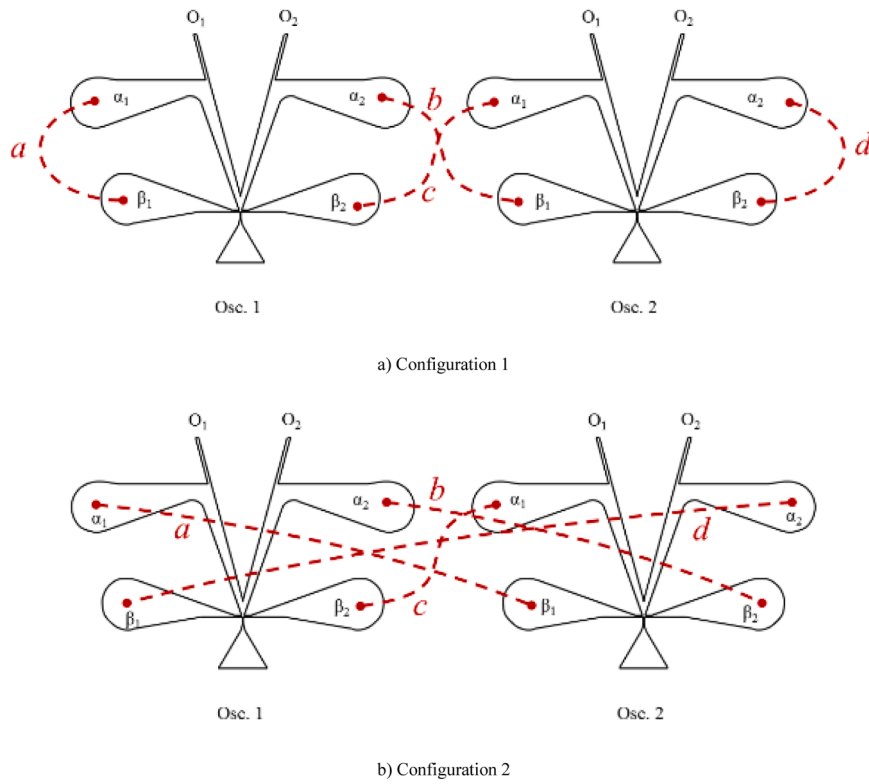 O₁ O₂ O₁ O₂
α₁ α₂ b α₁ α₂
a d
β₁ β₂ c β₁ β₂
Osc. 1 Osc. 2
a) Configuration 1
O₁ O₂ O₁ O₂
α₁ a α₂ b α₁ d α₂
β₁ β₂ c β₁ β₂
Osc. 1 Osc. 2
b) Configuration 2